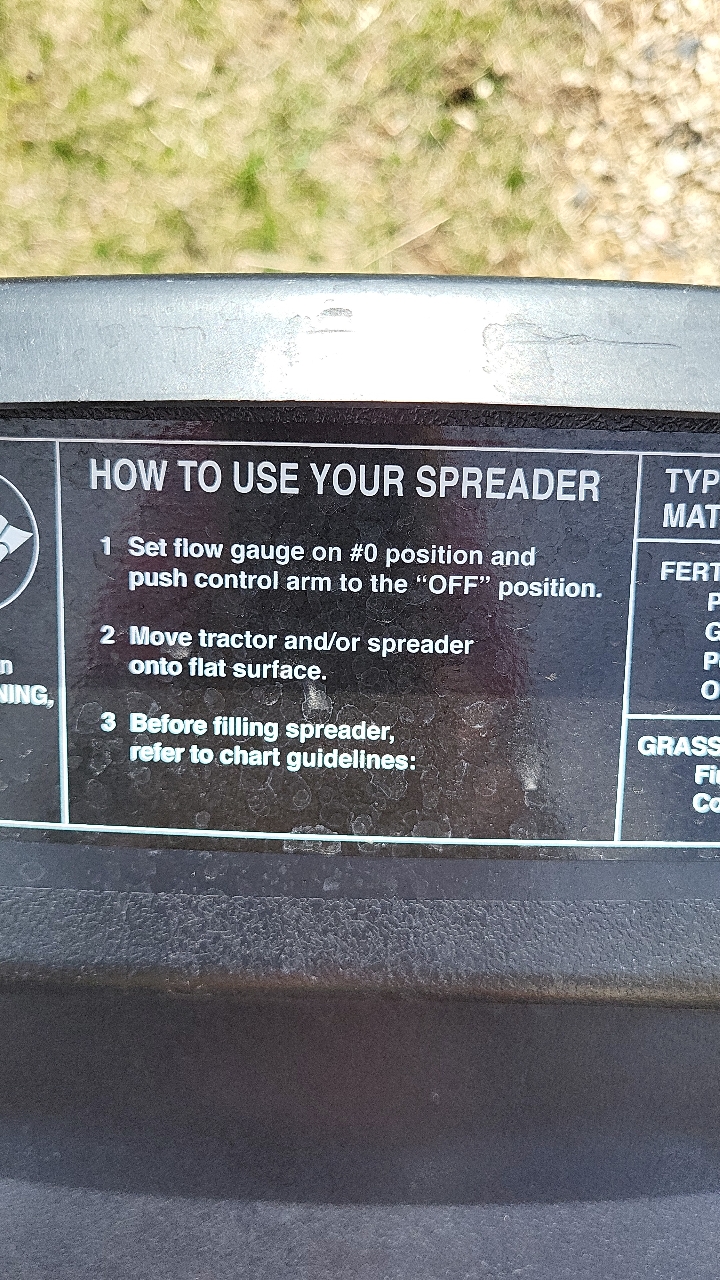 HOW TO USE YOUR SPREADER
1 Set flow gauge on #0 position and
push control arm to the “OFF” position.
2 Move tractor and/or spreader
onto flat surface.
3 Before filling spreader,
refer to chart guidelines:
n
NING,
TYP
MAT
FERT
P
G
P
O
GRASS
Fi
Co